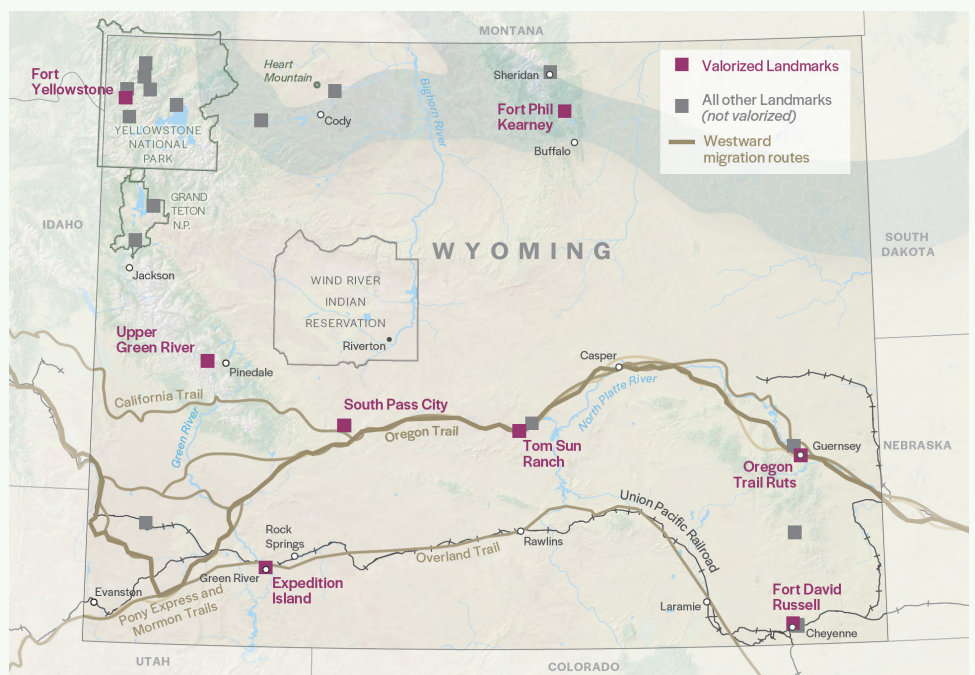 MONTANA
Heart
Mountain
Bighorn River
Sheridan
Valorized Landmarks
Fort
Yellowstone
All other Landmarks
(not valorized)
Fort Phil
Kearney
Cody
YELLOWSTONE
NATIONAL
PARK
Westward
migration routes
Buffalo
GRAND
TETON
N.P.
IDAHO
WYOMING
SOUTH
DAKOTA
Jackson
WIND RIVER
INDIAN
RESERVATION
Riverton
Upper
Green River
Pinedale
Casper
California Trail
North Platte River
South Pass City
Green River
Oregon Trail
Tom Sun
Ranch
Guernsey
NEBRASKA
Oregon
Trail Ruts
Union Pacific Railroad
Rock
Springs
Rawlins
Overland Trail
Green River
Expedition
Island
Evanston
Pony Express and
Mormon Trails
Fort David
Russell
Laramie
Cheyenne
UTAH
COLORADO